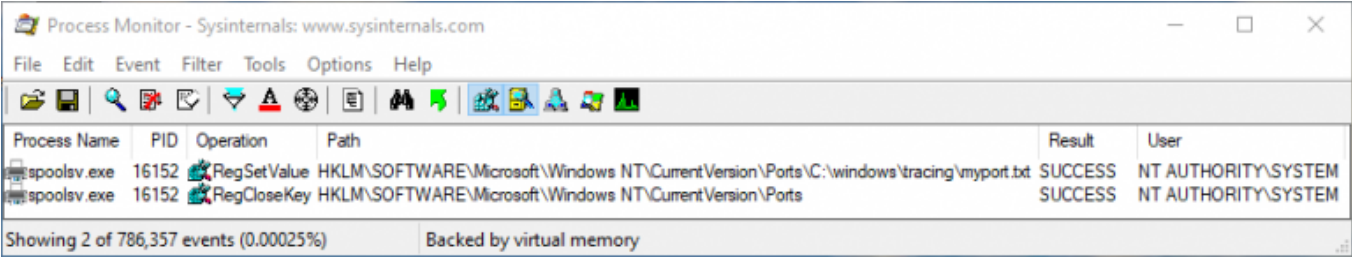 Process Monitor - Sysinternals: www.sysinternals.com
File Edit Event Filter Tools Options Help
Process Name PID Operation Path Result User
spoolsv.exe 16152 RegSetValue HKLM\SOFTWARE\Microsoft\Windows NT\CurrentVersion\Ports\C:\windows\tracing\myport.txt SUCCESS NT AUTHORITY\SYSTEM
spoolsv.exe 16152 RegCloseKey HKLM\SOFTWARE\Microsoft\Windows NT\CurrentVersion\Ports SUCCESS NT AUTHORITY\SYSTEM
Showing 2 of 786,357 events (0.00025%) Backed by virtual memory